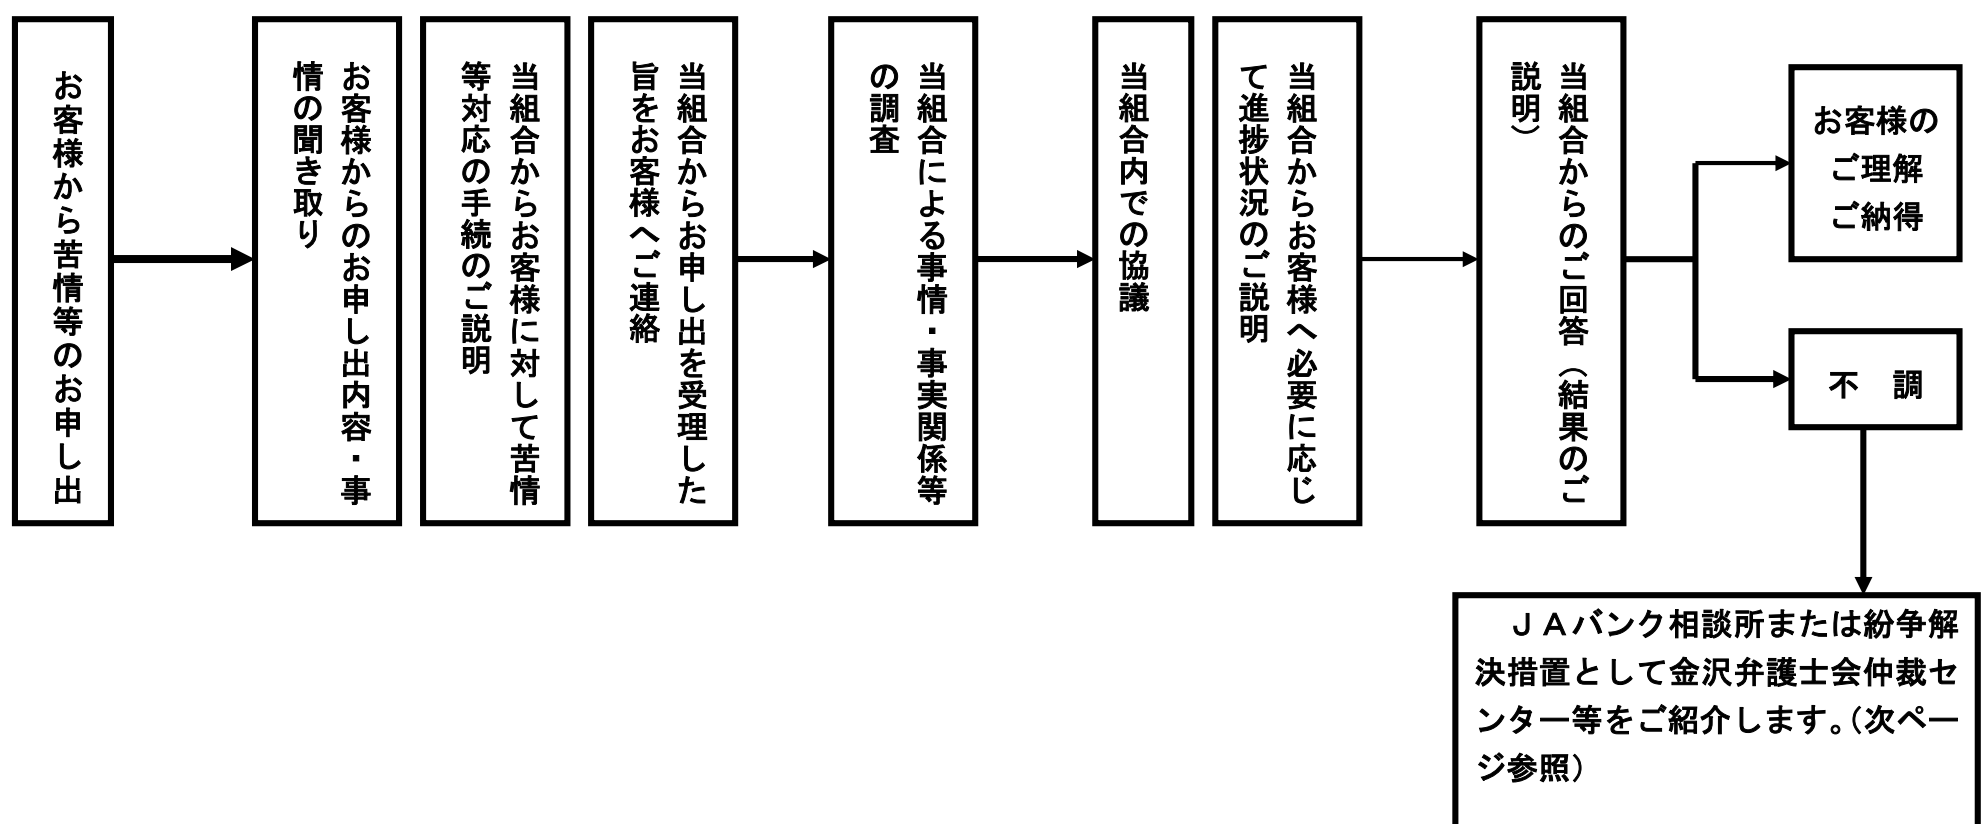 お客様から苦情等のお申し出
お客様からのお申し出内容・事
情の聞き取り
当組合からお客様に対して苦情
等対応の手続のご説明
当組合からお申し出を受理した
旨をお客様へご連絡
当組合による事情・事実関係等
の調査
当組合内での協議
当組合からお客様へ必要に応じ
て進捗状況のご説明
当組合からのご回答（結果のご
説明）
お客様の
ご理解
ご納得
不　調
ＪＡバンク相談所または紛争解
決措置として金沢弁護士会仲裁セ
ンター等をご紹介します。（次ペー
ジ参照）